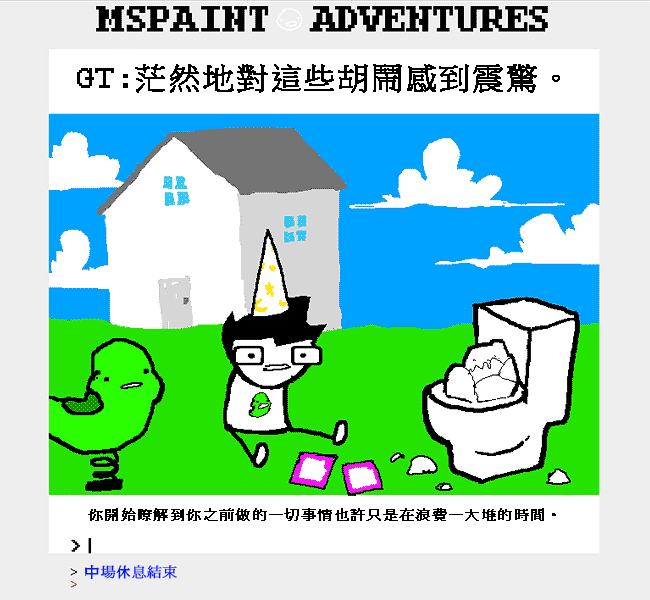 MSPAINT ADVENTURES
GT:茫然地對這些胡鬧感到震驚。
你開始瞭解到你之前做的一切事情也許只是在浪費一大堆的時間。
>|
> 中場休息結束
>